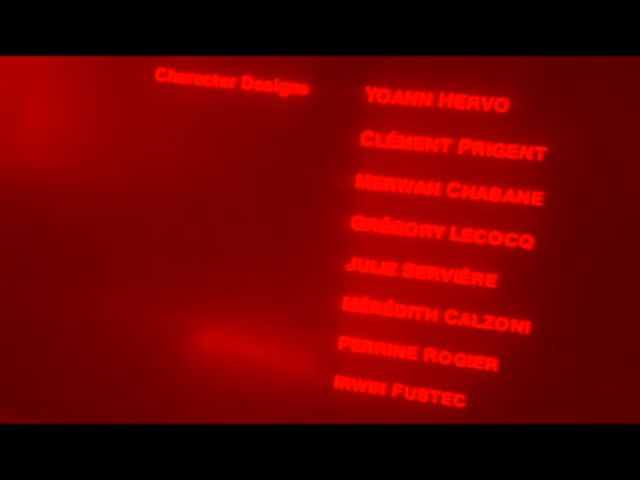 Character Designs
YOANN HERVO
CLÉMENT PRIGENT
MERWAN CHABANE
GRÉGORY LECOCQ
JULIE SERVIÈRE
MÉRÉDITH CALZONI
PERRINE ROGIER
IRWIN FUSTEC